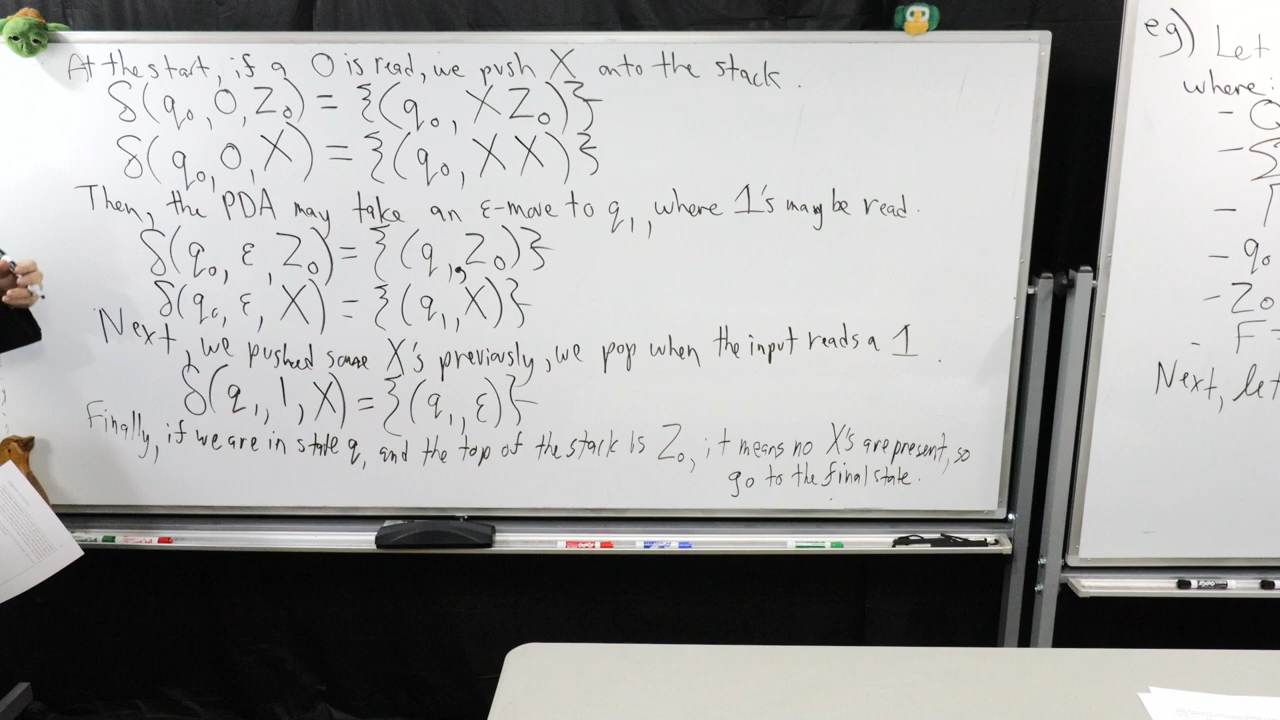 At the start, if a 0 is read, we push X onto the stack.
δ(q₀, 0, Z₀) = {(q₀, XZ₀)}
δ(q₀, 0, X) = {(q₀, XX)}
Then, the PDA may take an ε-move to q₁, where 1's may be read.
δ(q₀, ε, Z₀) = {(q₁, Z₀)}
δ(q₀, ε, X) = {(q₁, X)}
Next, we pushed some X's previously, we pop when the input reads a 1.
δ(q₁, 1, X) = {(q₁, ε)}
Finally, if we are in state q₁ and the top of the stack is Z₀, it means no X's are present, so
go to the final state.
eg) Let
where:
- Q
- Σ
-
- q₀
- Z₀
- F =
Next, let